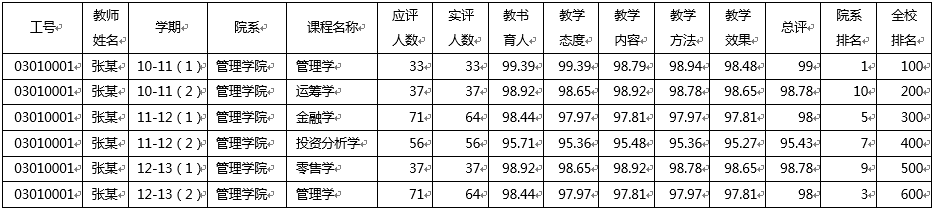 工号 教师姓名 学期 院系 课程名称 应评人数 实评人数 教书育人 教学态度 教学内容 教学方法 教学效果 总评 院系排名 全校排名
03010001 张某 10-11（1） 管理学院 管理学 33 33 99.39 99.39 98.79 98.94 98.48 99 1 100
03010001 张某 10-11（2） 管理学院 运筹学 37 37 98.92 98.65 98.92 98.78 98.65 98.78 10 200
03010001 张某 11-12（1） 管理学院 金融学 71 64 98.44 97.97 97.81 97.97 97.81 98 5 300
03010001 张某 11-12（2） 管理学院 投资分析学 56 56 95.71 95.36 95.48 95.36 95.27 95.43 7 400
03010001 张某 12-13（1） 管理学院 零售学 37 37 98.92 98.65 98.92 98.78 98.65 98.78 9 500
03010001 张某 12-13（2） 管理学院 管理学 71 64 98.44 97.97 97.81 97.97 97.81 98 3 600